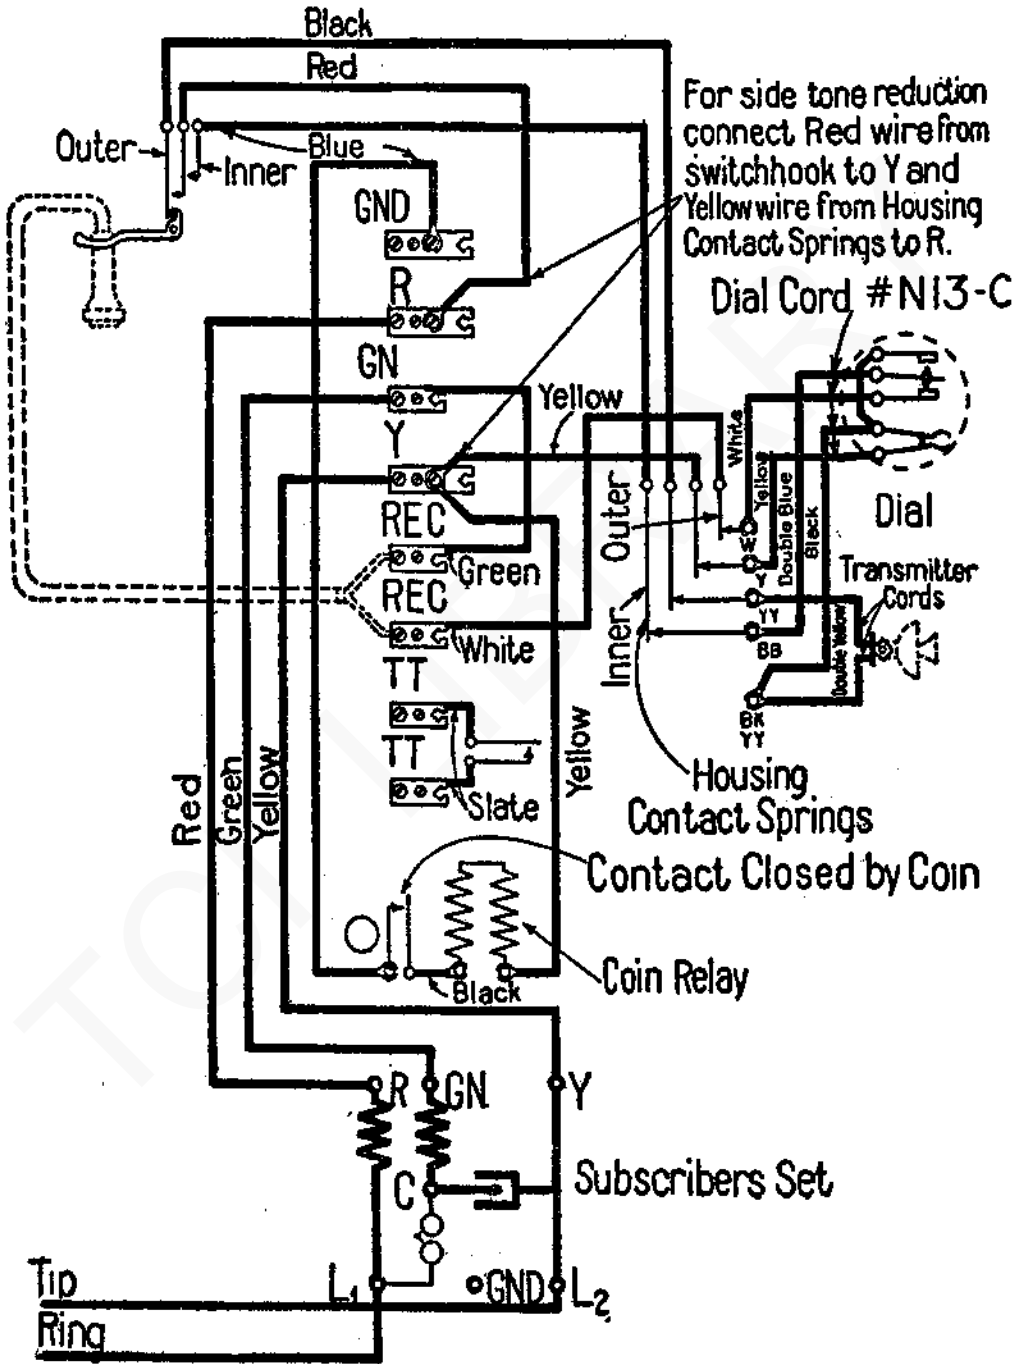 Black
Red
Blue
Outer
Inner
For side tone reduction
connect Red wire from
switchhook to Y and
Yellow wire from Housing
Contact Springs to R.
GND
R
GN
Y
REC
Green
REC
White
TT
TT
Slate
Dial Cord #N13-C
Yellow
White
Yellow
Double Blue
Black
Dial
Outer
Inner
W
Y
YY
BB
BK
YY
Transmitter
Cords
Double Yellow
Housing
Contact Springs
Red
Green
Yellow
Yellow
Contact Closed by Coin
Coin Relay
Black
R
GN
Y
C
Subscribers Set
L1
GND
L2
Tip
Ring
TCI LIBRARY